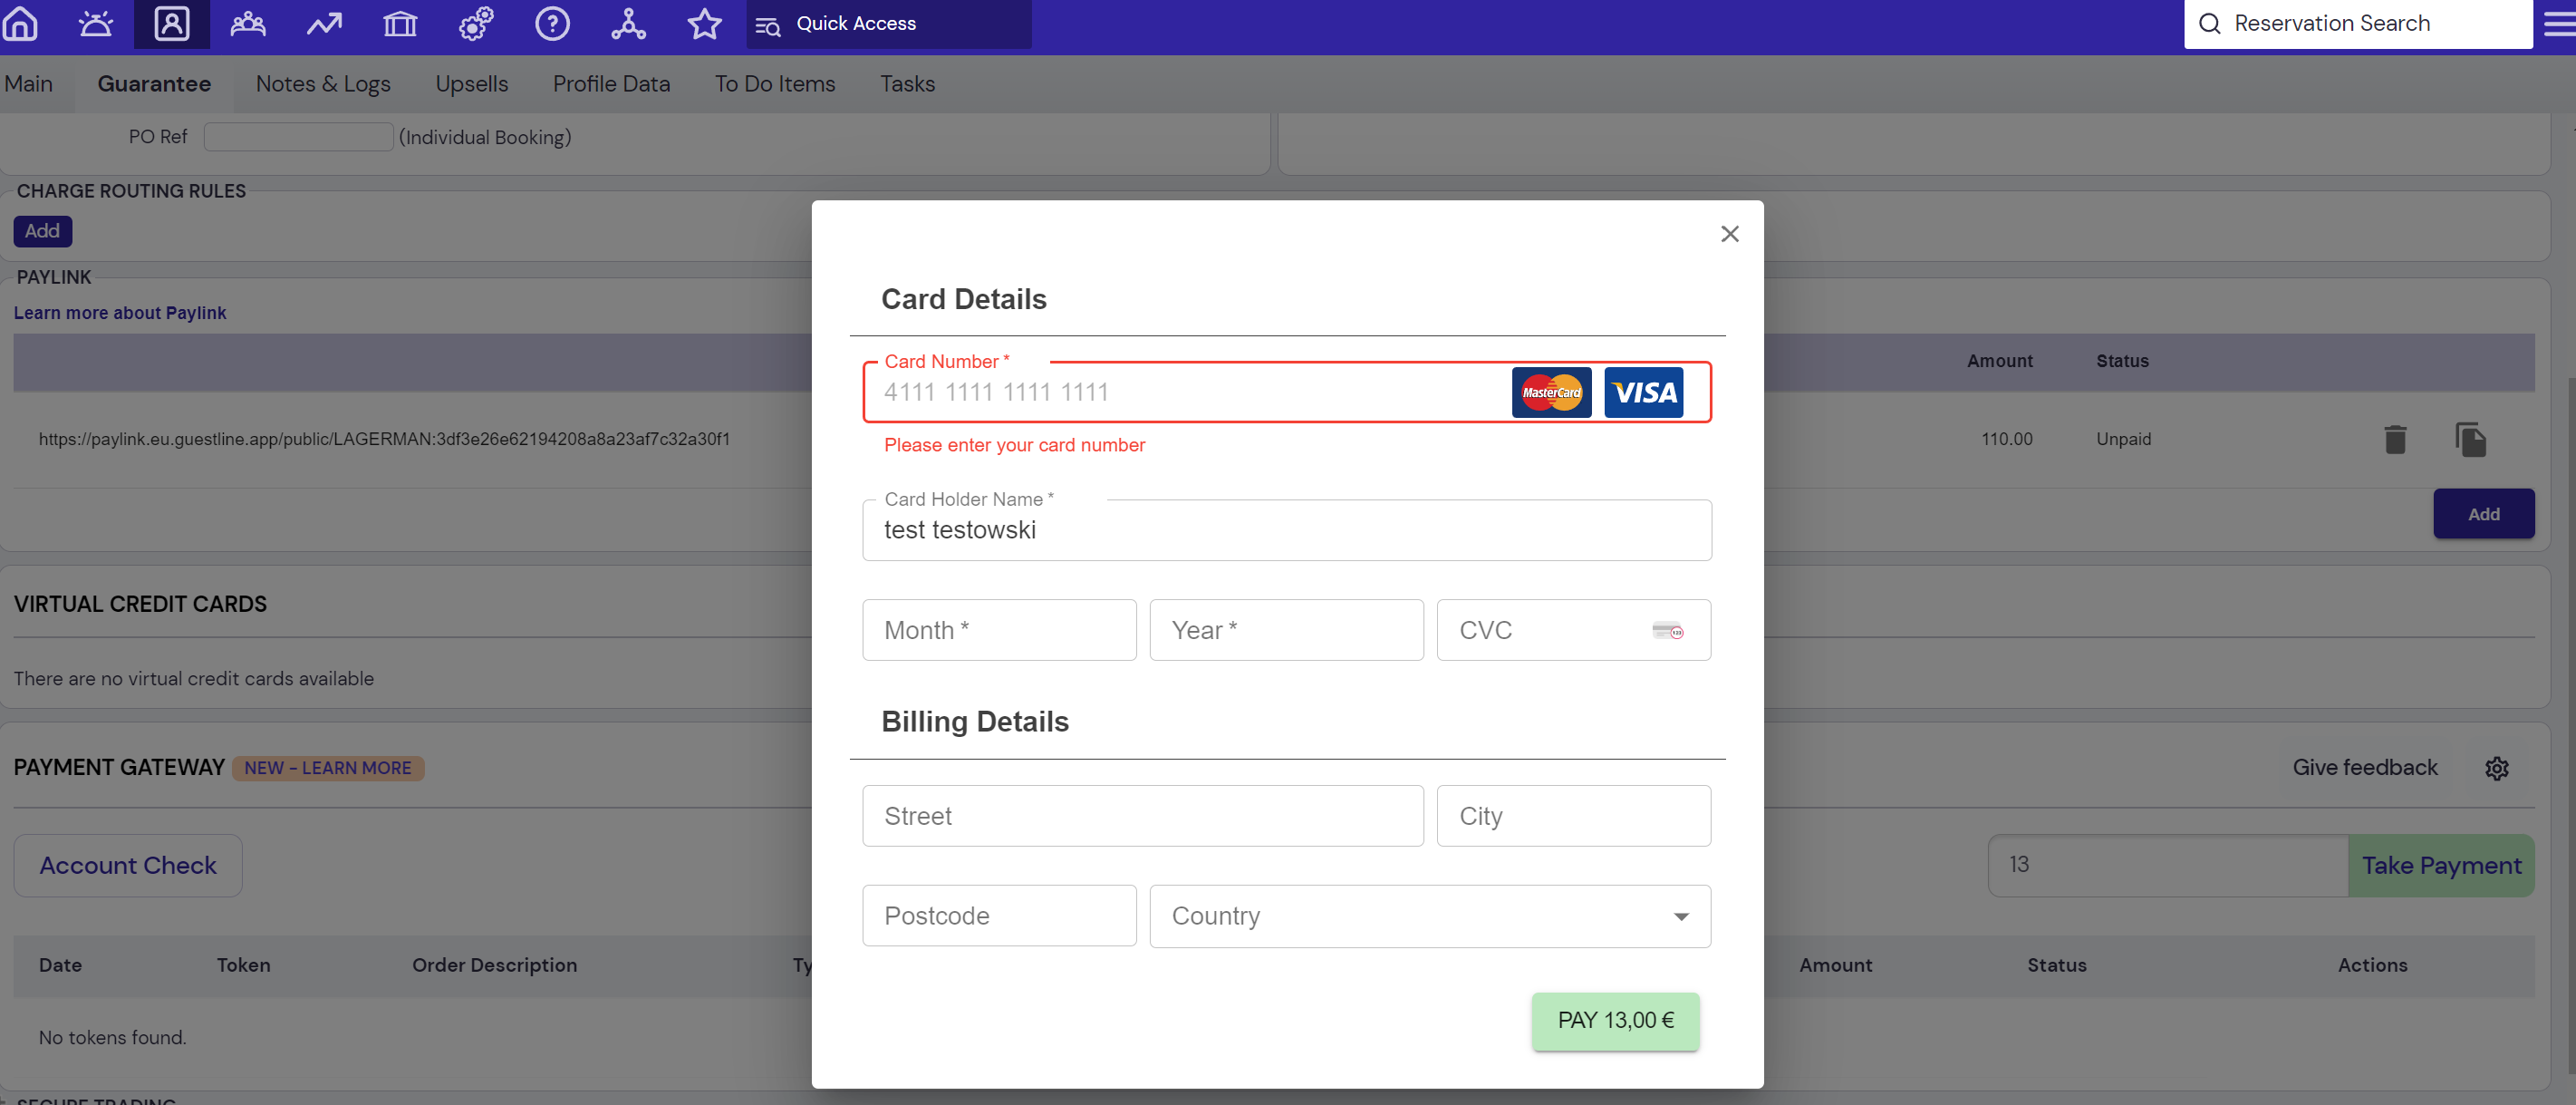 Quick Access
Reservation Search
Main Guarantee Notes & Logs Upsells Profile Data To Do Items Tasks
PO Ref (Individual Booking)
CHARGE ROUTING RULES
Add
PAYLINK
Learn more about Paylink
Amount Status
https://paylink.eu.guestline.app/public/LAGERMAN:3df3e26e62194208a8a23af7c32a30f1
110.00 Unpaid
Add
VIRTUAL CREDIT CARDS
There are no virtual credit cards available
PAYMENT GATEWAY NEW - LEARN MORE
Give feedback
Account Check
13 Take Payment
Date Token Order Description Ty Amount Status Actions
No tokens found.
SECURE TRADING
Card Details
Card Number *
4111 1111 1111 1111
MasterCard VISA
Please enter your card number
Card Holder Name *
test testowski
Month * Year * CVC
123
Billing Details
Street City
Postcode Country
PAY 13,00 €